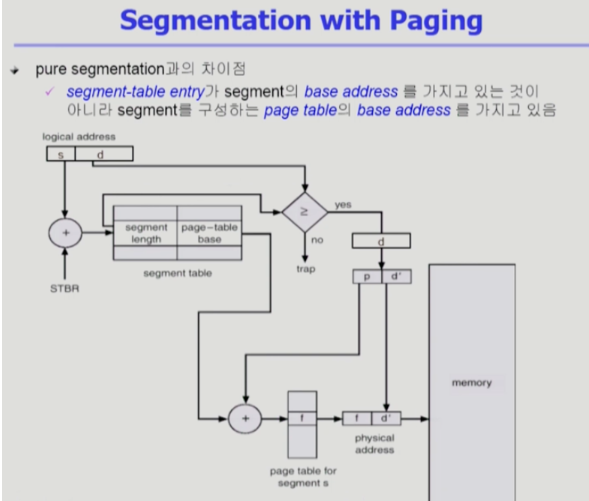 Segmentation with Paging
pure segmentation과의 차이점
segment-table entry가 segment의 base address 를 가지고 있는 것이
아니라 segment를 구성하는 page table의 base address 를 가지고 있음
logical address
s d
+
segment length
page-table base
segment table
STBR
≥
yes
no
trap
d
p d'
+
f
f d'
physical
address
page table for
segment s
memory